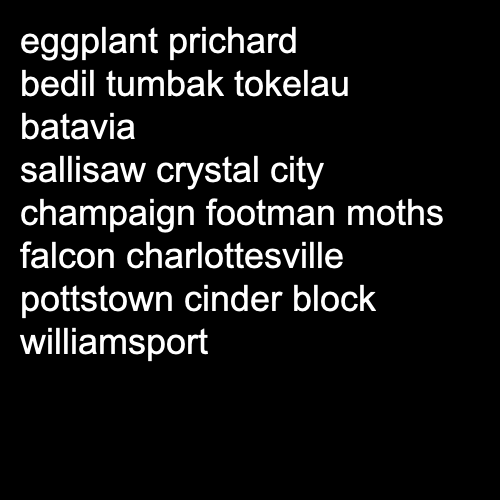 eggplant prichard
bedil tumbak tokelau
batavia
sallisaw crystal city
champaign footman moths
falcon charlottesville
pottstown cinder block
williamsport